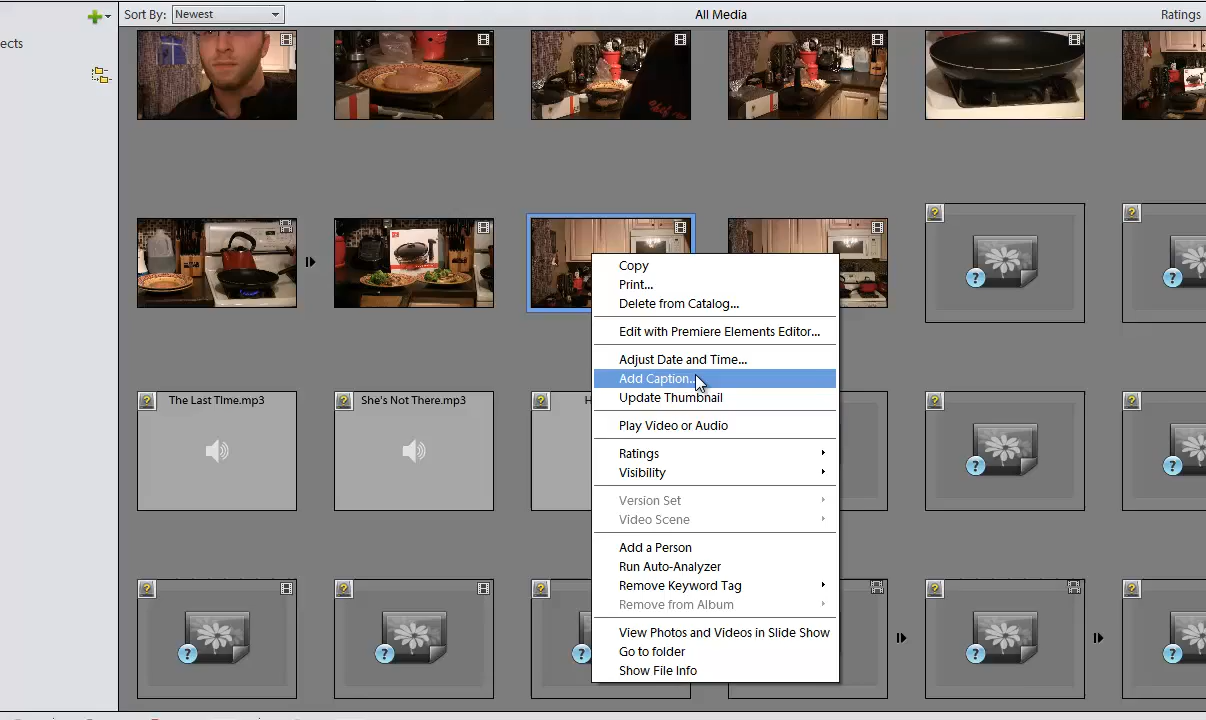 Sort By: Newest
All Media
Ratings
ects
Copy
Print...
Delete from Catalog...
Edit with Premiere Elements Editor...
Adjust Date and Time...
Add Caption...
Update Thumbnail
Play Video or Audio
Ratings
Visibility
Version Set
Video Scene
Add a Person
Run Auto-Analyzer
Remove Keyword Tag
Remove from Album
View Photos and Videos in Slide Show
Go to folder
Show File Info
The Last TIme.mp3
She's Not There.mp3
H